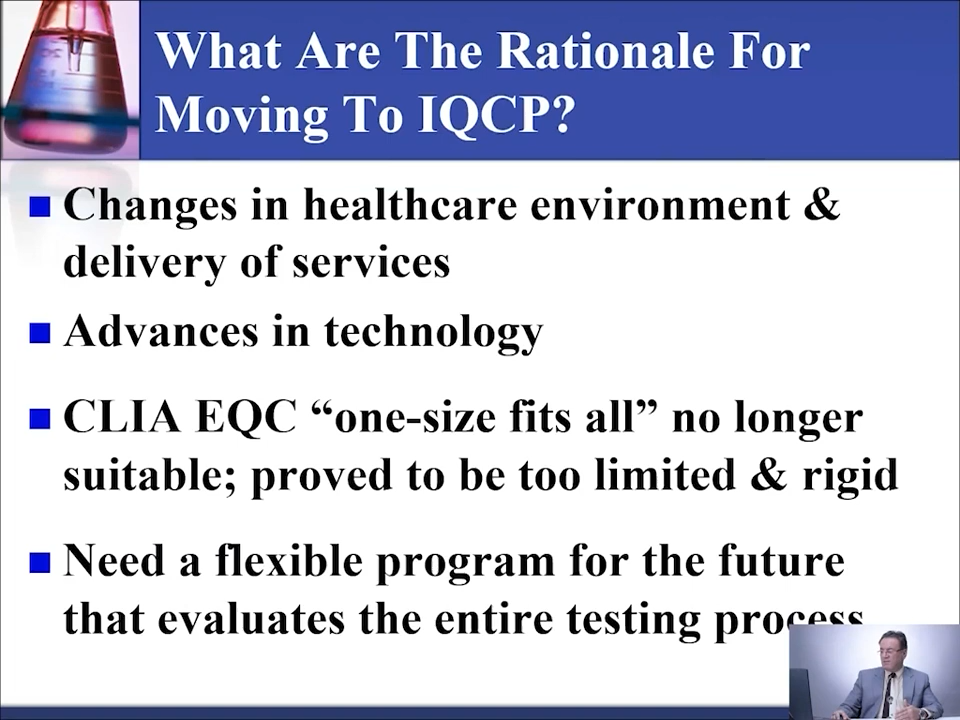 What Are The Rationale For
Moving To IQCP?
Changes in healthcare environment &
delivery of services
Advances in technology
CLIA EQC “one-size fits all” no longer
suitable; proved to be too limited & rigid
Need a flexible program for the future
that evaluates the entire testing process